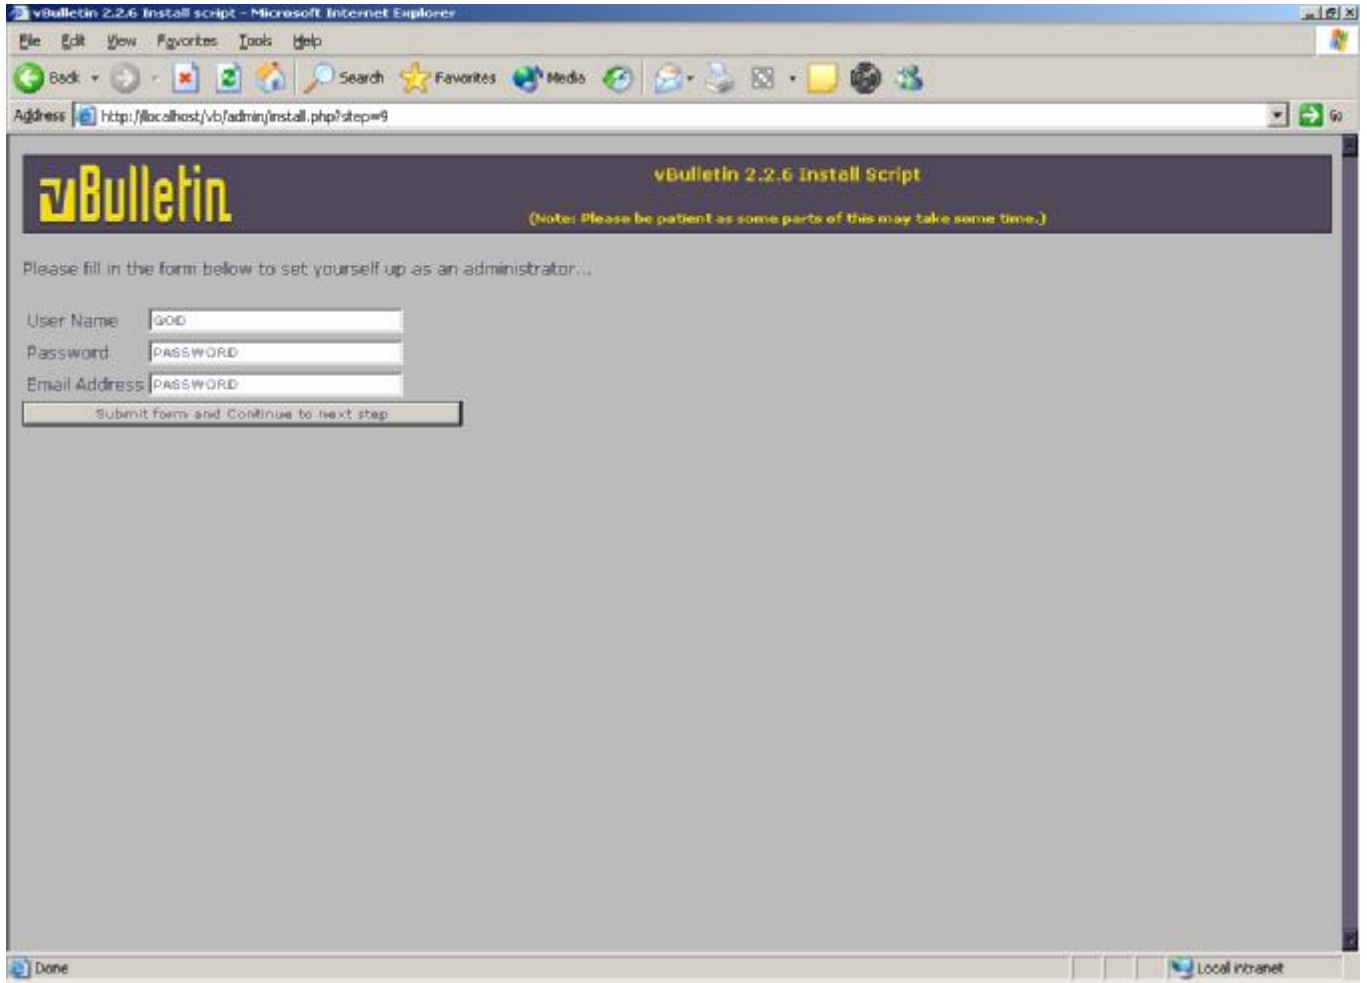 vBulletin 2.2.6 Install script - Microsoft Internet Explorer
File Edit View Favorites Tools Help
Back Search Favorites Media
Address http://localhost/vb/admin/install.php?step=9 Go
vBulletin
vBulletin 2.2.6 Install Script
(Note: Please be patient as some parts of this may take some time.)
Please fill in the form below to set yourself up as an administrator...
User Name GOD
Password PASSWORD
Email Address PASSWORD
Submit form and Continue to next step
Done Local intranet